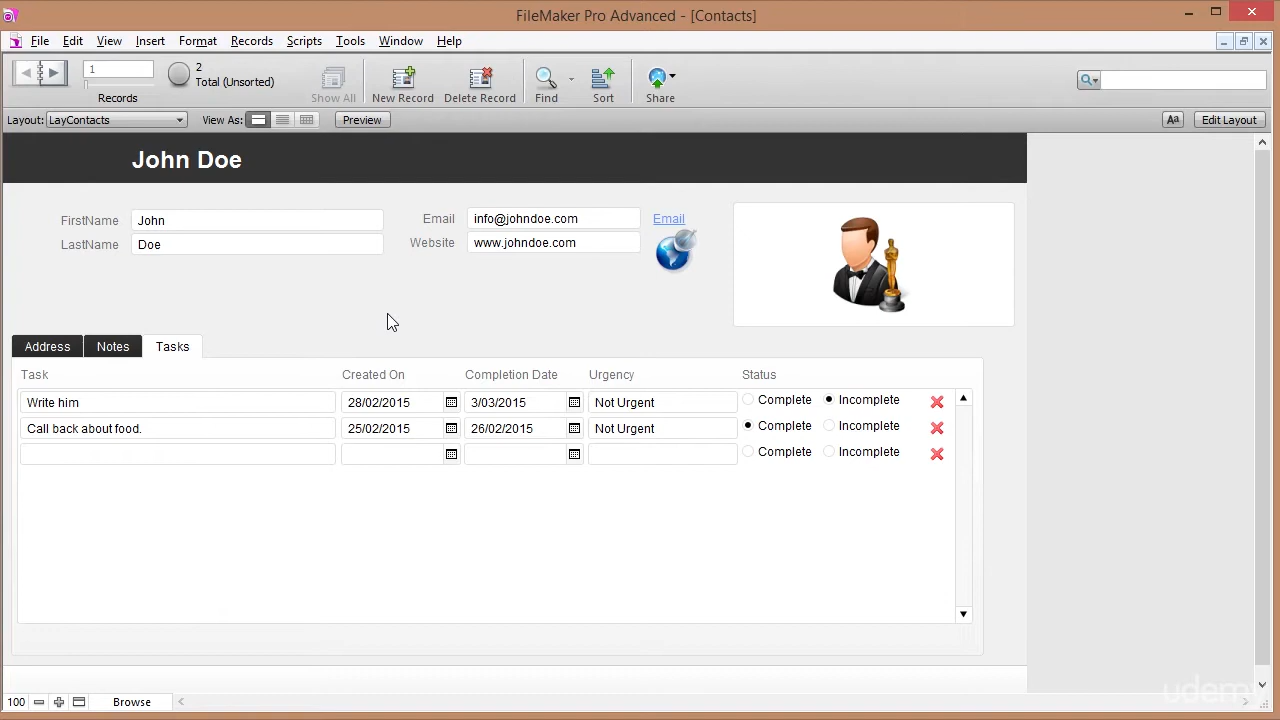 FileMaker Pro Advanced - [Contacts]
File Edit View Insert Format Records Scripts Tools Window Help
1
2
Total (Unsorted)
Records
Show All
New Record
Delete Record
Find
Sort
Share
Layout: LayContacts View As: Preview Aa Edit Layout
John Doe
FirstName John
LastName Doe
Email info@johndoe.com Email
Website www.johndoe.com
Address Notes Tasks
Task Created On Completion Date Urgency Status
Write him 28/02/2015 3/03/2015 Not Urgent Complete Incomplete
Call back about food. 25/02/2015 26/02/2015 Not Urgent Complete Incomplete
Complete Incomplete
100 Browse
udemy